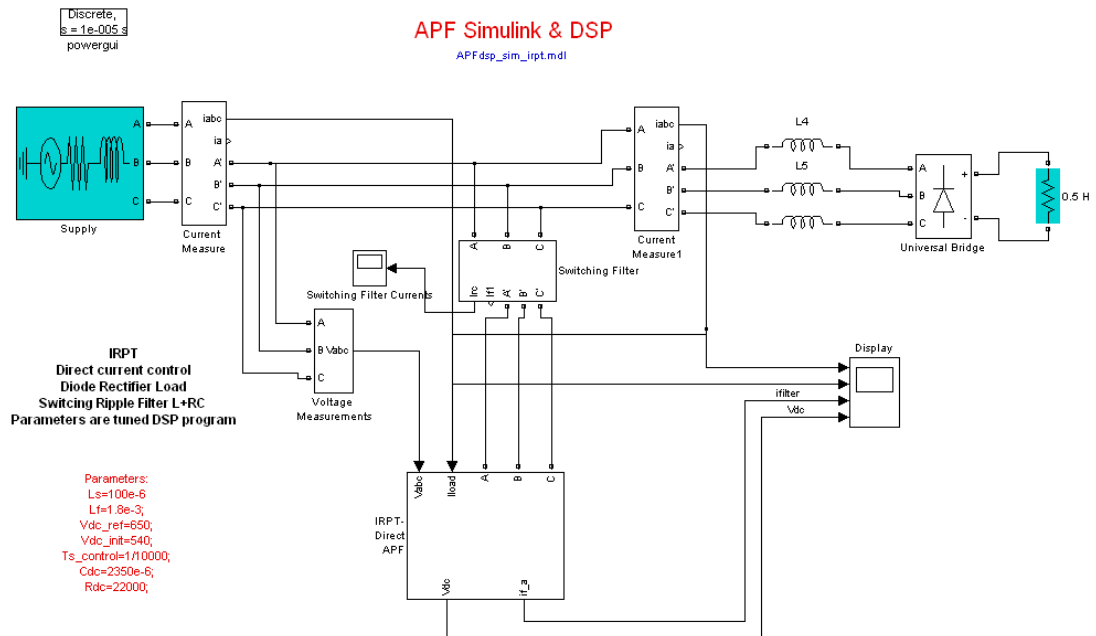 Discrete,
s = 1e-005 s
powergui
APF Simulink & DSP
APFdsp_sim_irpt.mdl
A
B
C
Supply
A
B
C
iabc
ia
A'
B'
C'
Current
Measure
A
B
C
iabc
ia
A'
B'
C'
Current
Measure1
L4
L5
A
B
C
+
-
Universal Bridge
0.5 H
A
B
C
Irc
If1
A'
B'
C'
Switching Filter
Switching Filter Currents
A
B
C
Vabc
Voltage
Measurements
IRPT
Direct current control
Diode Rectifier Load
Switcing Ripple Filter L+RC
Parameters are tuned DSP program
Display
ifilter
Vdc
Vabc
Iload
A
B
C
IRPT-
Direct
APF
Vdc
if_a
Parameters:
Ls=100e-6
Lf=1.8e-3;
Vdc_ref=650;
Vdc_init=540;
Ts_control=1/10000;
Cdc=2350e-6;
Rdc=22000;